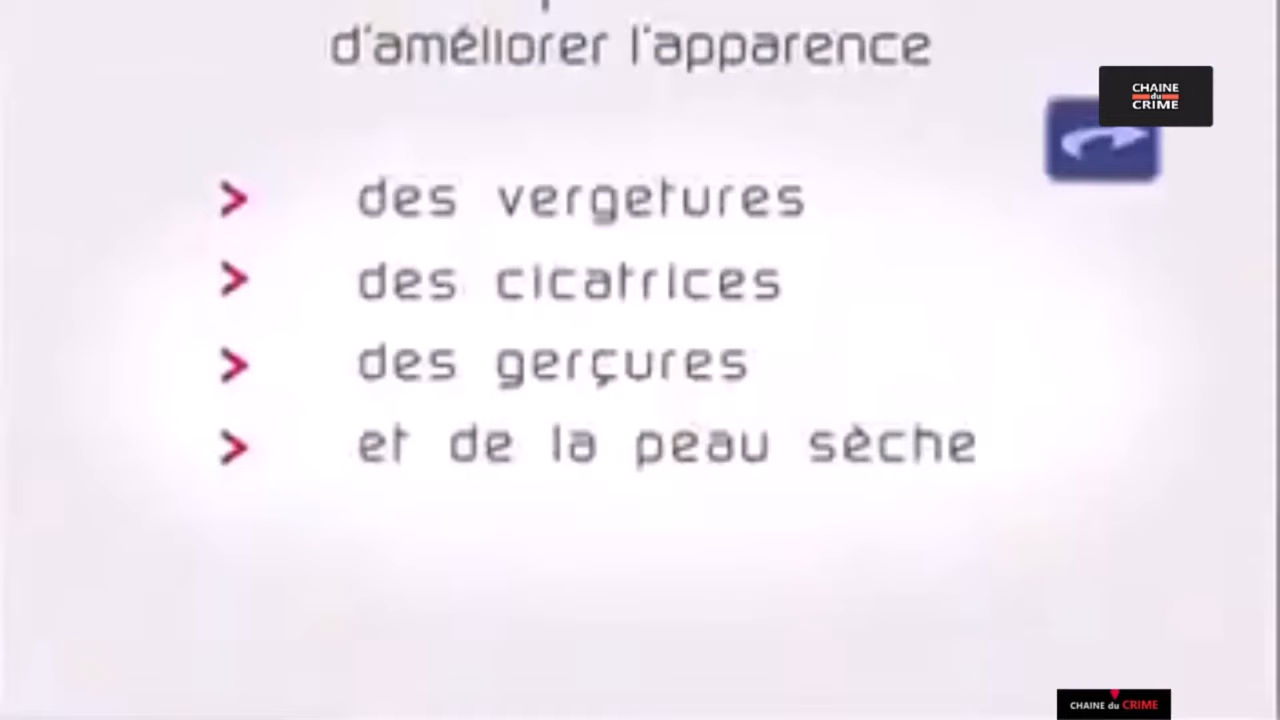 d'améliorer l'apparence
CHAINE
du
CRIME
> des vergetures
> des cicatrices
> des gerçures
> et de la peau sèche
CHAINE du CRIME